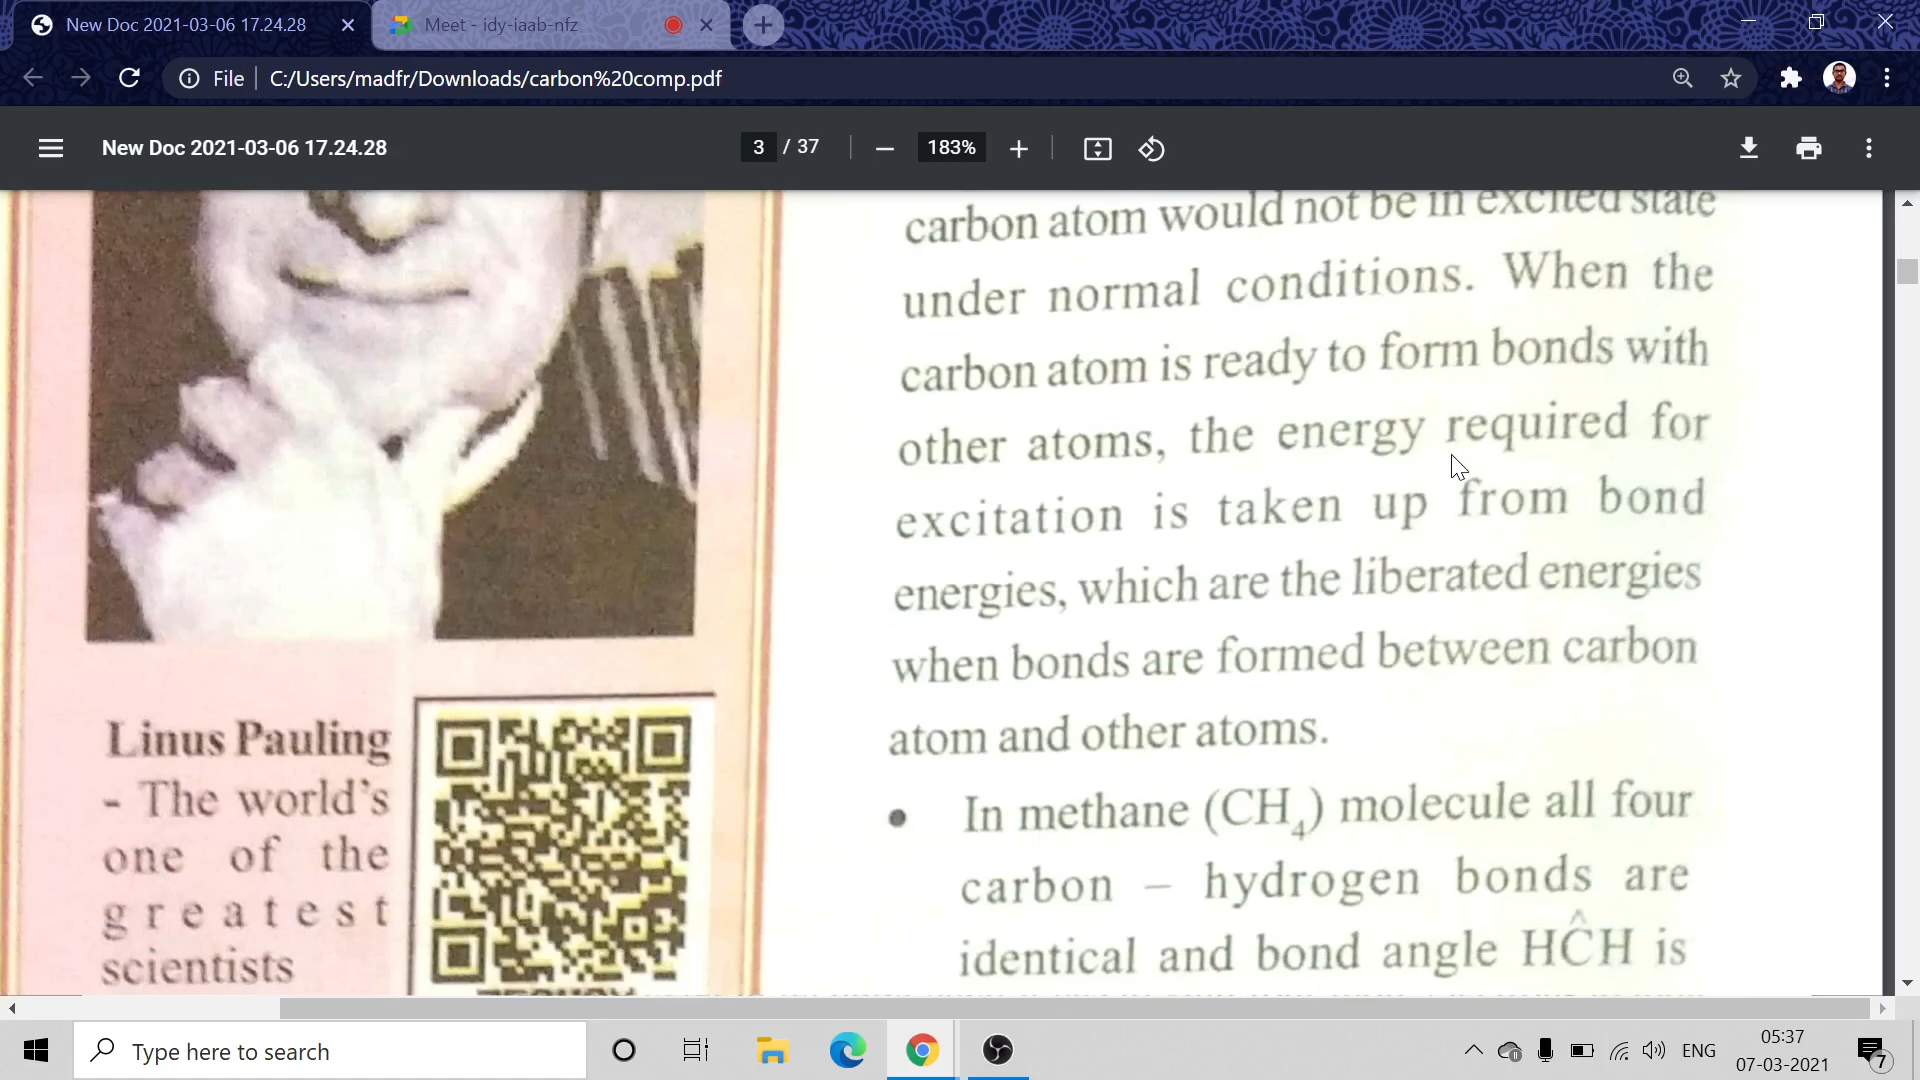 New Doc 2021-03-06 17.24.28
Meet - idy-iaab-nfz
File
C:/Users/madfr/Downloads/carbon%20comp.pdf
New Doc 2021-03-06 17.24.28
3 / 37
183%
carbon atom would not be in excited state
under normal conditions. When the
carbon atom is ready to form bonds with
other atoms, the energy required for
excitation is taken up from bond
energies, which are the liberated energies
when bonds are formed between carbon
atom and other atoms.
• In methane (CH₄) molecule all four
carbon – hydrogen bonds are
identical and bond angle HĈH is
Linus Pauling
- The world's
one of the
greatest
scientists
Type here to search
ENG
05:37
07-03-2021
7